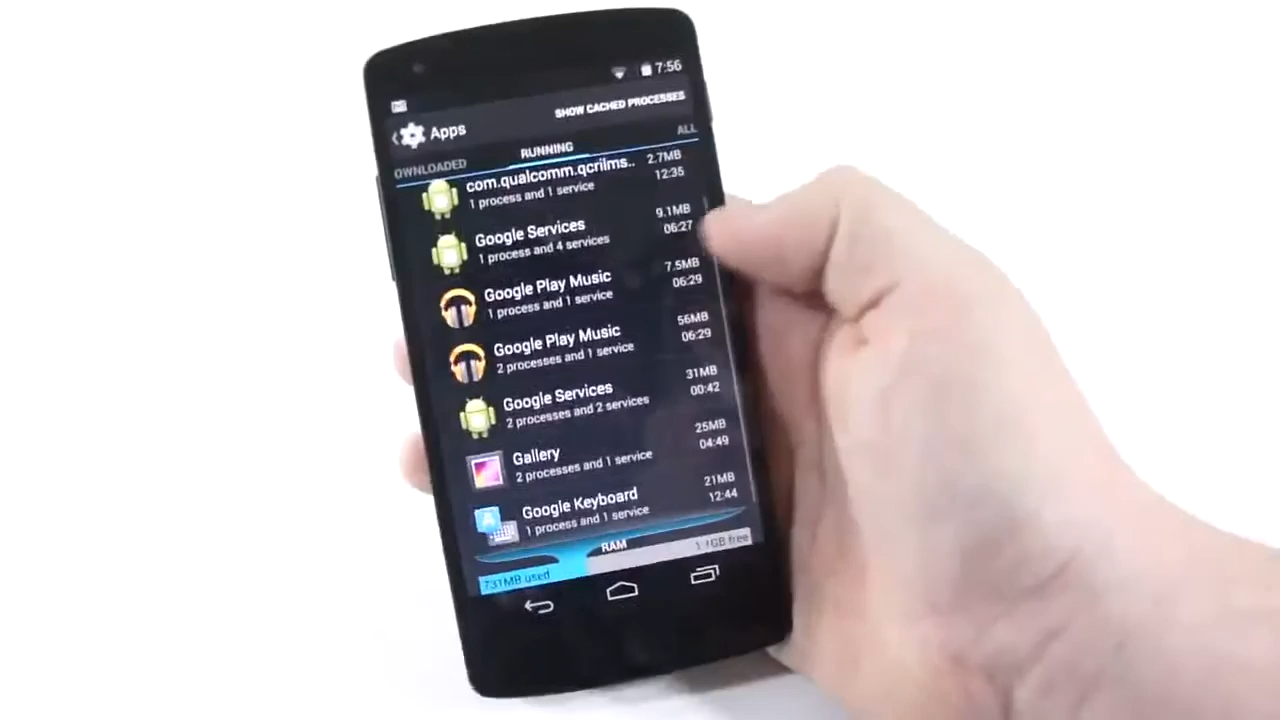 7:56
Apps
SHOW CACHED PROCESSES
OWNLOADED
RUNNING
ALL
com.qualcomm.qcrilms..
2.7MB
1 process and 1 service
12:35
Google Services
9.1MB
1 process and 4 services
06:27
Google Play Music
7.5MB
1 process and 1 service
06:29
Google Play Music
56MB
2 processes and 1 service
06:29
Google Services
31MB
2 processes and 2 services
00:42
Gallery
25MB
2 processes and 1 service
04:49
Google Keyboard
21MB
1 process and 1 service
12:44
RAM
731MB used
1.1GB free